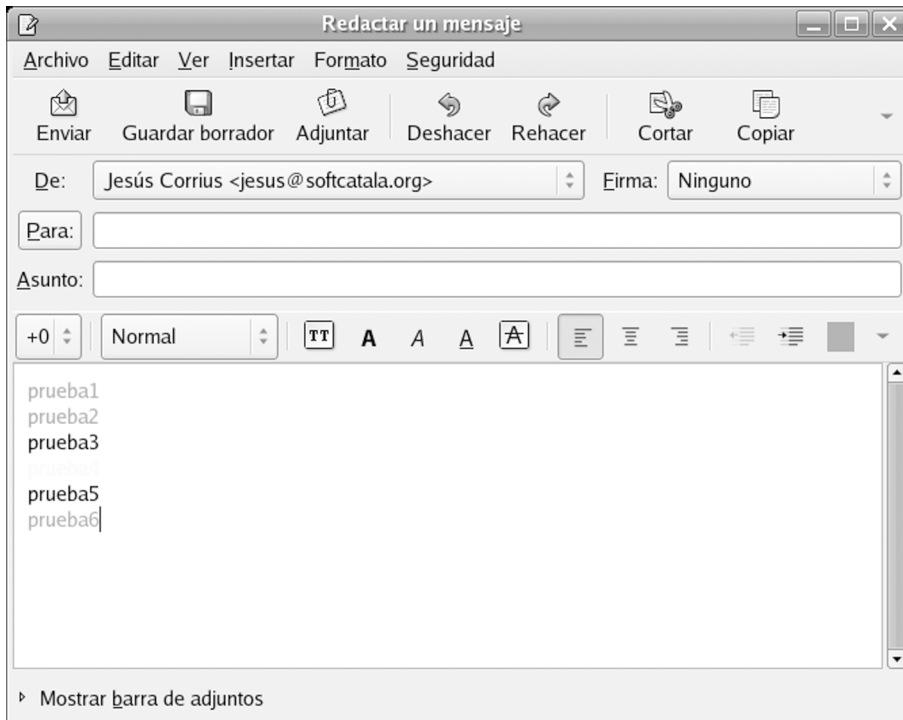 Redactar un mensaje
Archivo Editar Ver Insertar Formato Seguridad
Enviar Guardar borrador Adjuntar Deshacer Rehacer Cortar Copiar
De: Jesús Corrius <jesus@softcatala.org> Firma: Ninguno
Para:
Asunto:
+0 Normal TT A A A A
prueba1
prueba2
prueba3
prueba4
prueba5
prueba6
Mostrar barra de adjuntos